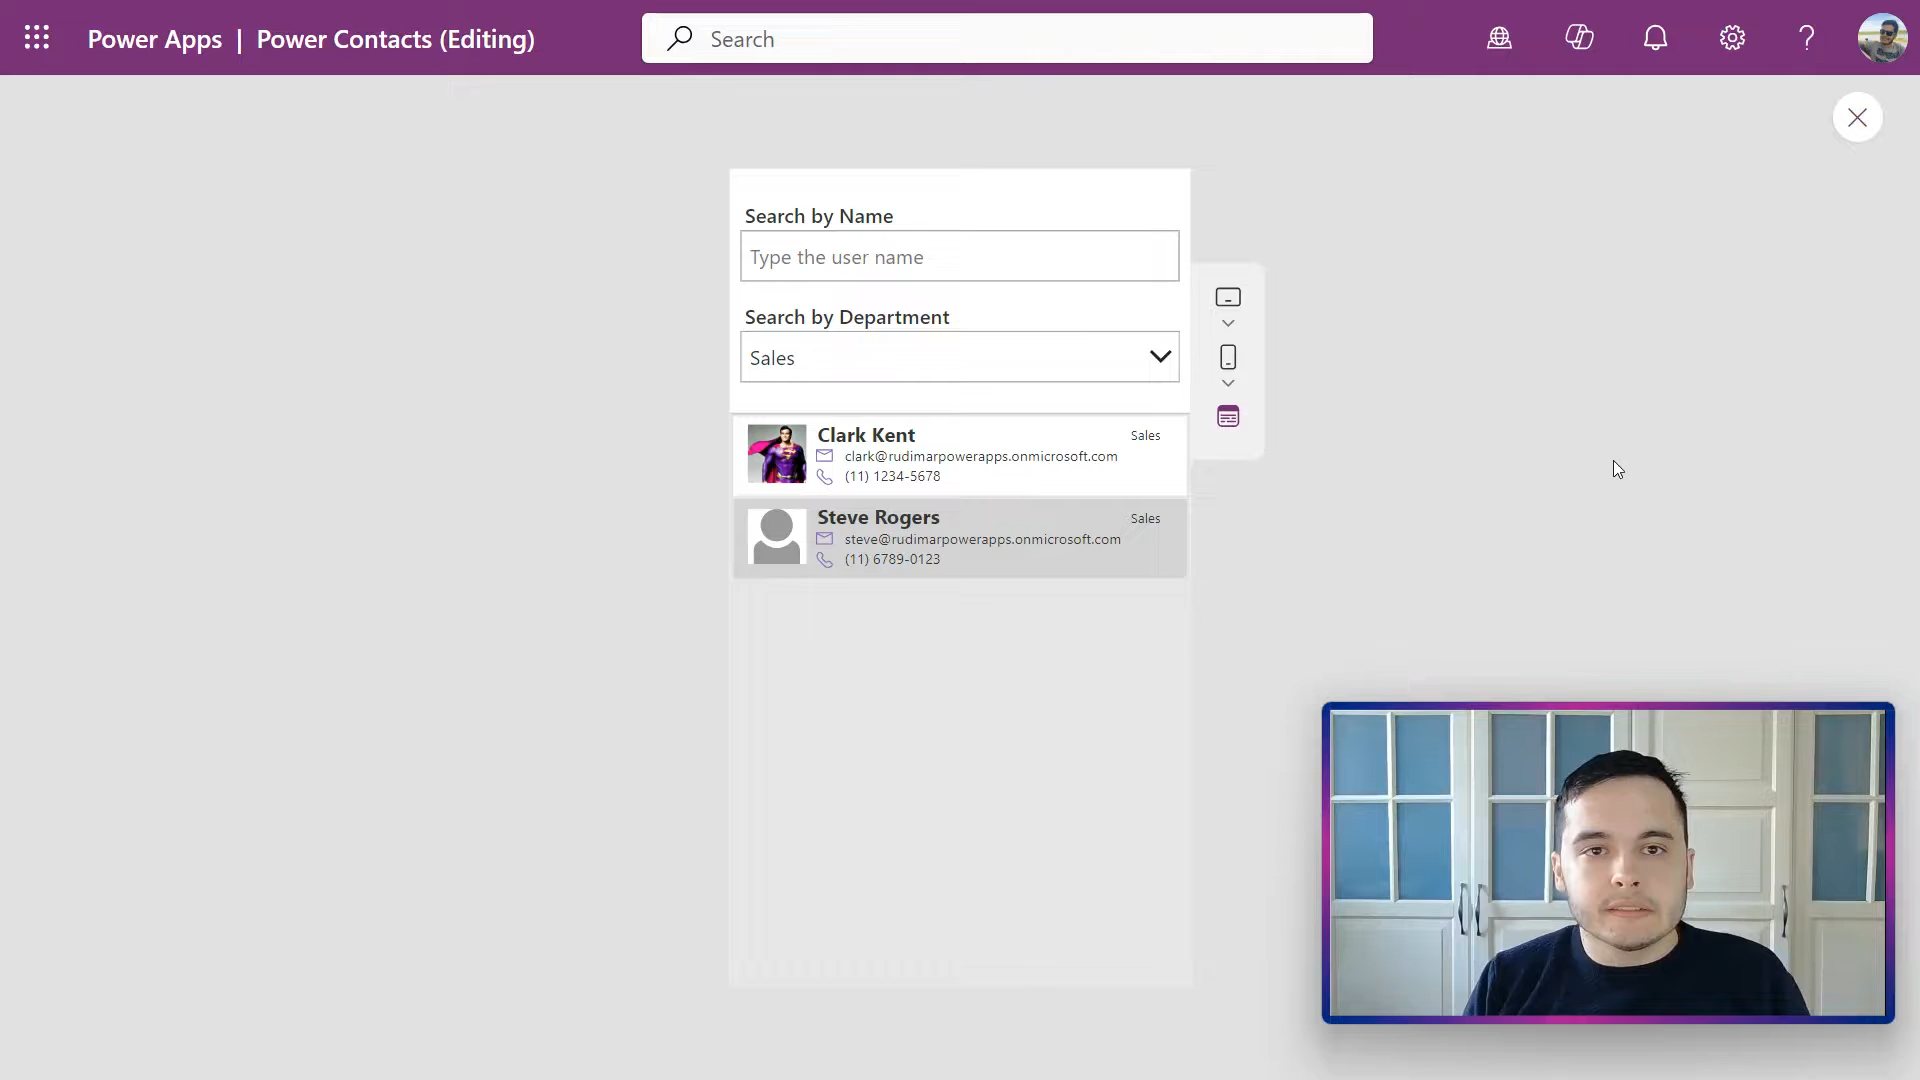 Power Apps | Power Contacts (Editing)
Search
Search by Name
Type the user name
Search by Department
Sales
Clark Kent
Sales
clark@rudimarpowerapps.onmicrosoft.com
(11) 1234-5678
Steve Rogers
Sales
steve@rudimarpowerapps.onmicrosoft.com
(11) 6789-0123